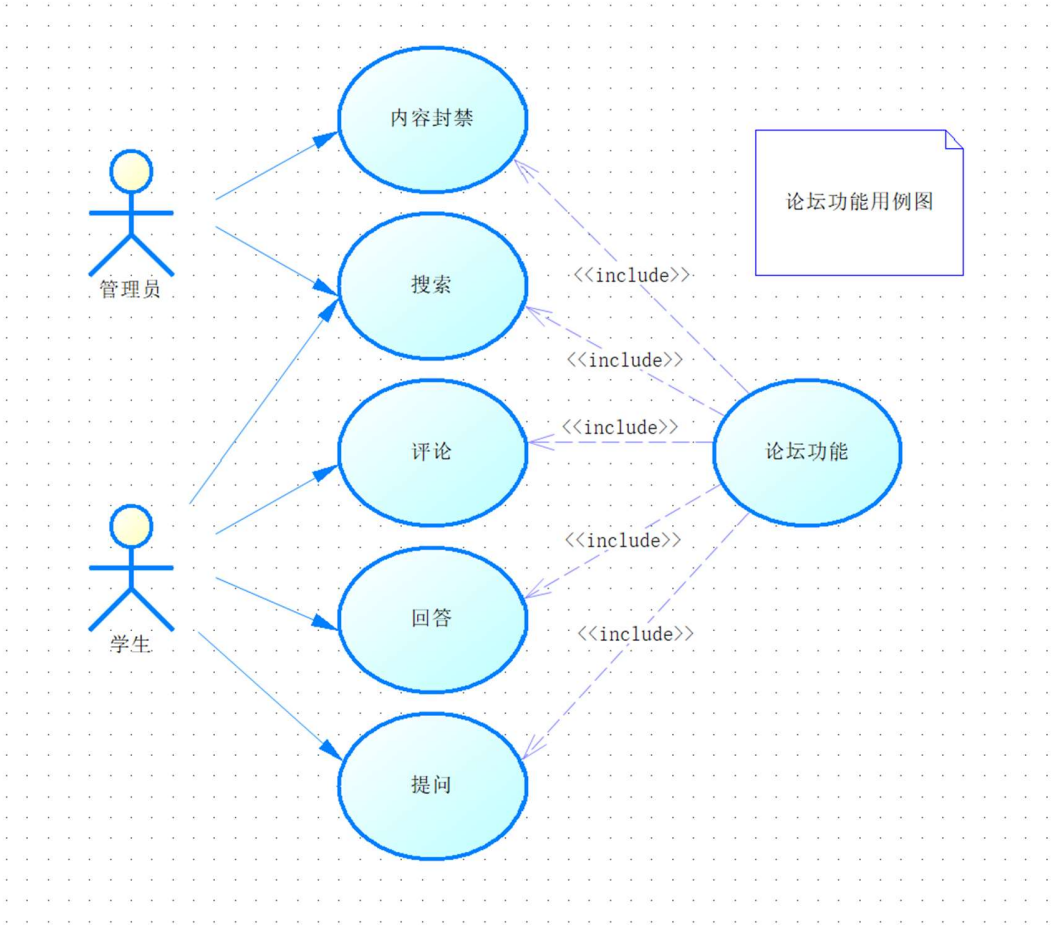 内容封禁
论坛功能用例图
管理员
搜索
<<include>>
<<include>>
<<include>>
评论
论坛功能
<<include>>
回答
<<include>>
学生
提问